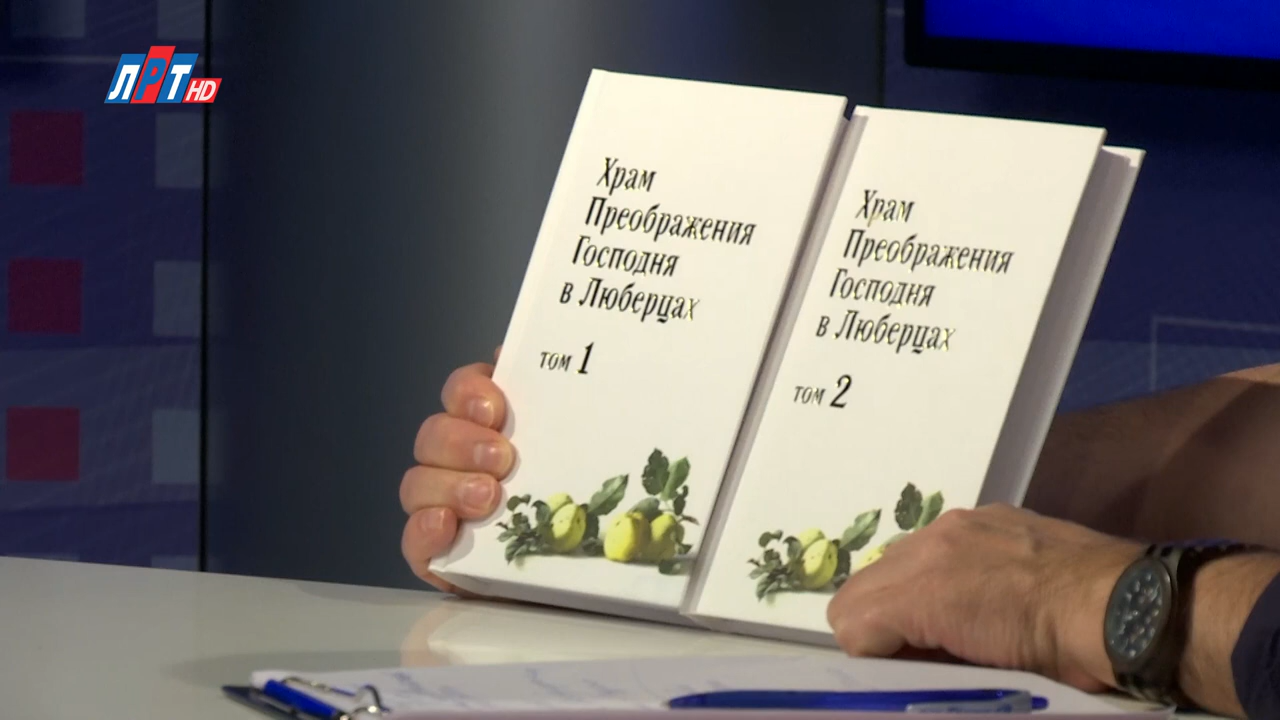 ЛРТ HD
Храм
Преображения
Господня
в Люберцах
том 1
Храм
Преображения
Господня
в Люберцах
том 2